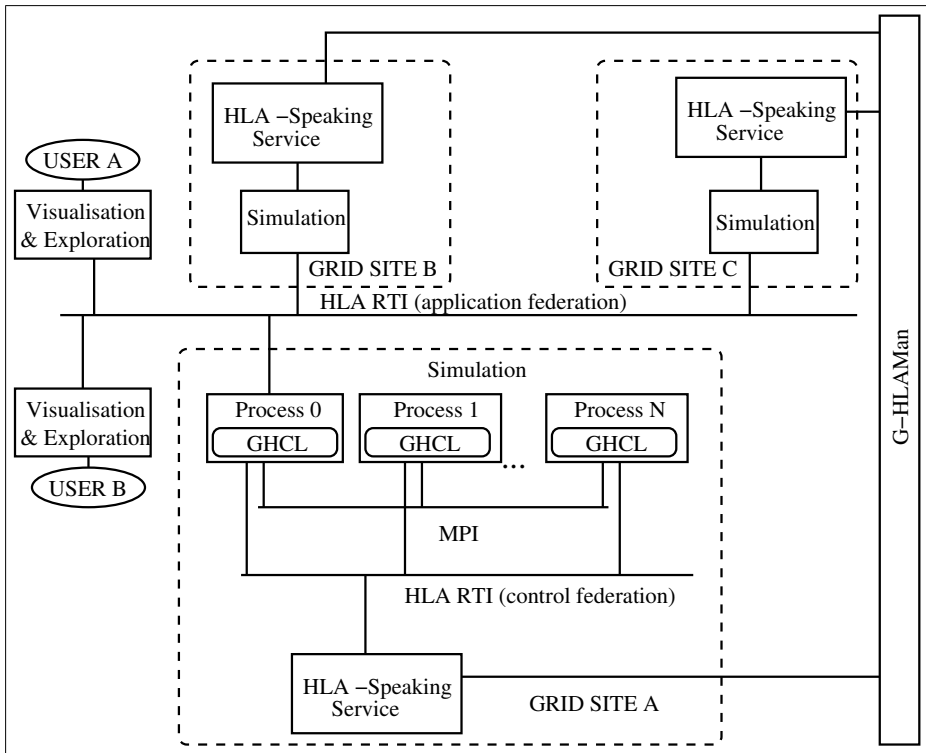 HLA -Speaking
Service
HLA -Speaking
Service
USER A
Visualisation
& Exploration
Simulation
Simulation
GRID SITE B
GRID SITE C
HLA RTI (application federation)
G-HLAMan
Simulation
Visualisation
& Exploration
USER B
Process 0
GHCL
Process 1
GHCL
...
Process N
GHCL
MPI
HLA RTI (control federation)
HLA -Speaking
Service
GRID SITE A